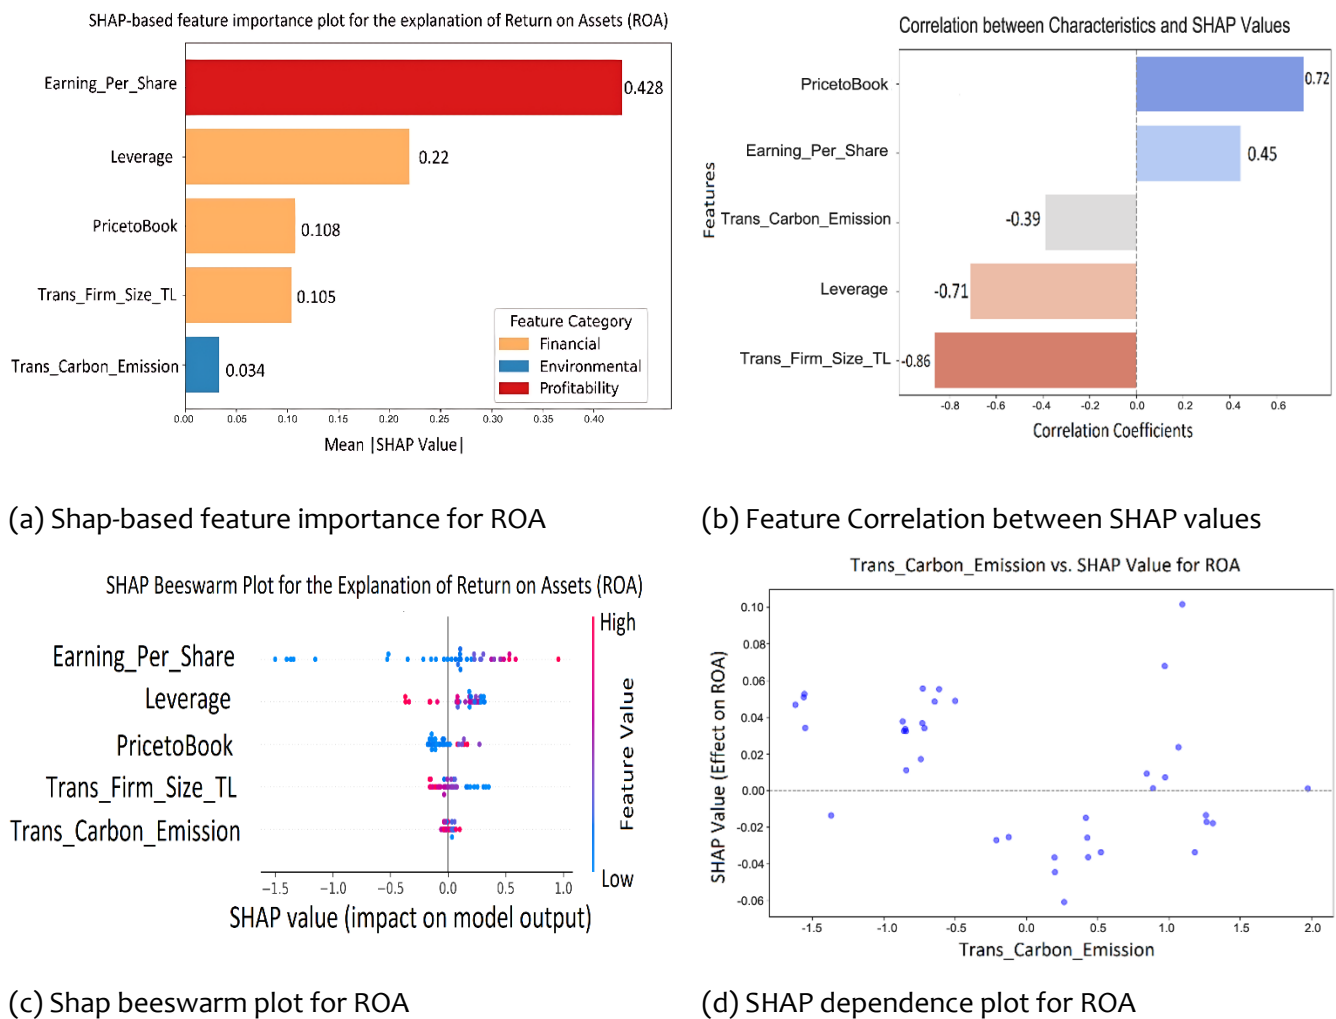 SHAP-based feature importance plot for the explanation of Return on Assets (ROA)
Earning_Per_Share
0.428
Leverage
0.22
PricetoBook
0.108
Trans_Firm_Size_TL
0.105
Trans_Carbon_Emission
0.034
Feature Category
Financial
Environmental
Profitability
0.00 0.05 0.10 0.15 0.20 0.25 0.30 0.35 0.40
Mean |SHAP Value|
(a) Shap-based feature importance for ROA
Correlation between Characteristics and SHAP Values
Features
PricetoBook
0.72
Earning_Per_Share
0.45
Trans_Carbon_Emission
-0.39
Leverage
-0.71
Trans_Firm_Size_TL
-0.86
-0.8 -0.6 -0.4 -0.2 0.0 0.2 0.4 0.6
Correlation Coefficients
(b) Feature Correlation between SHAP values
SHAP Beeswarm Plot for the Explanation of Return on Assets (ROA)
High
Earning_Per_Share
Leverage
PricetoBook
Trans_Firm_Size_TL
Trans_Carbon_Emission
Feature Value
Low
−1.5 −1.0 −0.5 0.0 0.5 1.0
SHAP value (impact on model output)
(c) Shap beeswarm plot for ROA
Trans_Carbon_Emission vs. SHAP Value for ROA
SHAP Value (Effect on ROA)
0.10
0.08
0.06
0.04
0.02
0.00
-0.02
-0.04
-0.06
-1.5 -1.0 -0.5 0.0 0.5 1.0 1.5 2.0
Trans_Carbon_Emission
(d) SHAP dependence plot for ROA